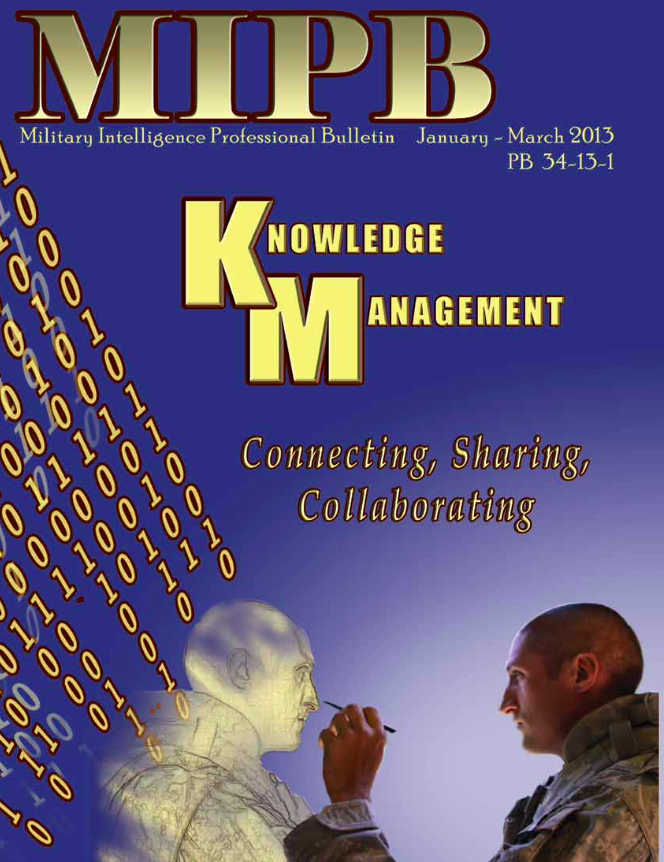 MIPB
Military Intelligence Professional Bulletin January - March 2013
PB 34-13-1
KNOWLEDGE
MANAGEMENT
Connecting, Sharing,
Collaborating